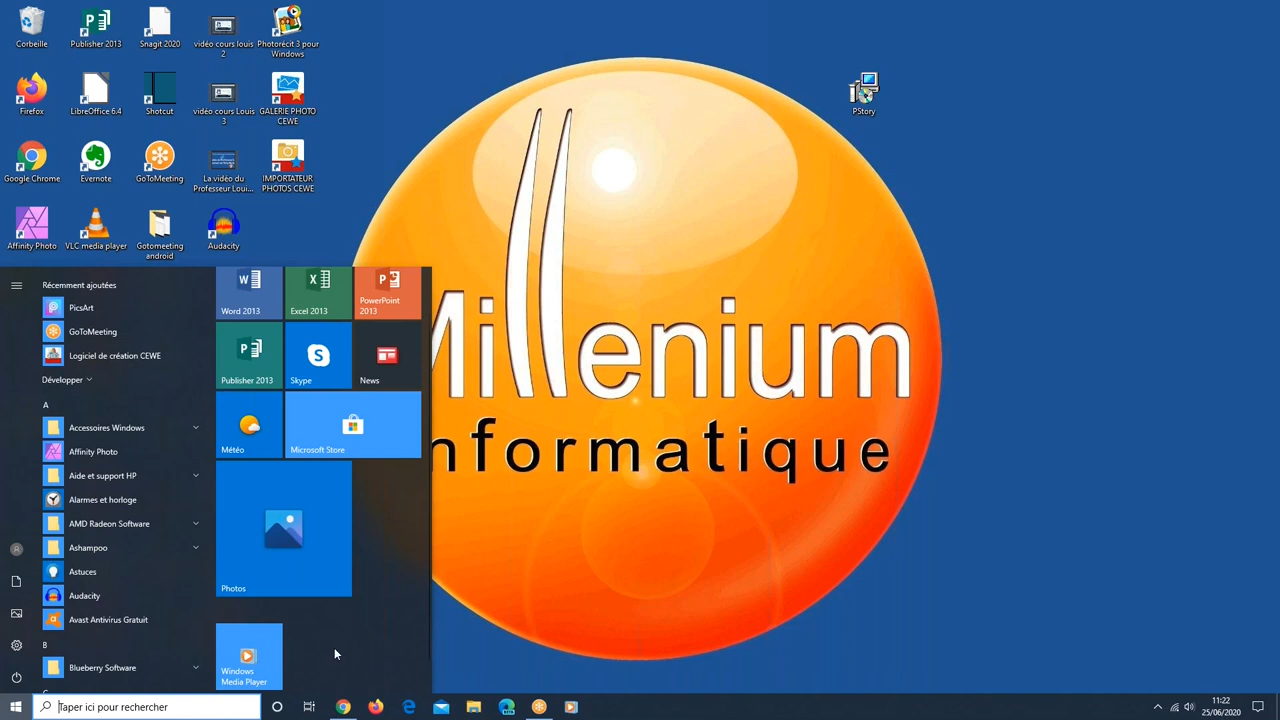 Corbeille
Publisher 2013
Snagit 2020
vidéo cours louis
2
Photorécit 3 pour
Windows
Firefox
LibreOffice 6.4
Shotcut
vidéo cours Louis
3
GALERIE PHOTO
CEWE
PStory
Google Chrome
Evernote
GoToMeeting
La vidéo du
Professeur Loui...
IMPORTATEUR
PHOTOS CEWE
Affinity Photo
VLC media player
Gotomeeting
android
Audacity
Millenium
nformatique
Récemment ajoutées
PicsArt
GoToMeeting
Logiciel de création CEWE
Développer
A
Accessoires Windows
Affinity Photo
Aide et support HP
Alarmes et horloge
AMD Radeon Software
Ashampoo
Astuces
Audacity
Avast Antivirus Gratuit
B
Blueberry Software
Word 2013
Excel 2013
PowerPoint
2013
Publisher 2013
Skype
News
Météo
Microsoft Store
Photos
Windows
Media Player
Taper ici pour rechercher
11:22
25/06/2020